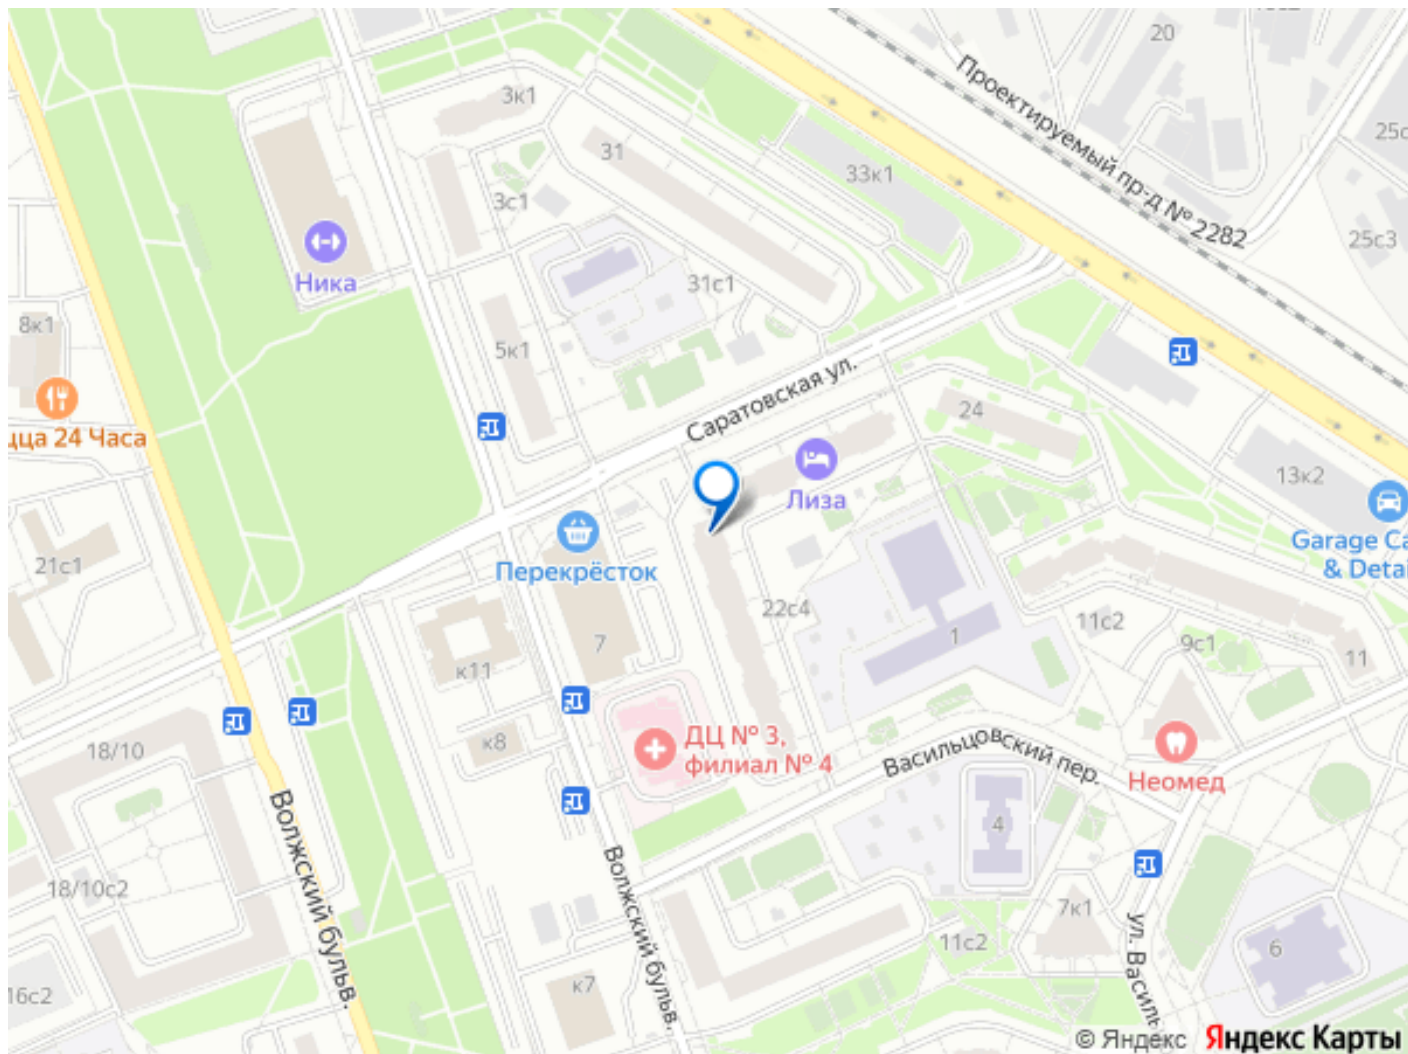 20
Проектируемый пр-д № 2282
3к1
31
33к1
3с1
25с3
Ника
31с1
8к1
5к1
Саратовская ул.
24
24 Часа
13к2
Лиза
Garage
& Detai
Перекрёсток
21с1
22с4
7
1
11с2
9с1
11
к11
к8
18/10
ДЦ № 3,
филиал № 4
Васильцовский пер.
Неомед
4
Волжский бульв.
Волжский бульв.
18/10с2
7к1
ул.
11с2
6
к7
16с2
© Яндекс Яндекс Карты